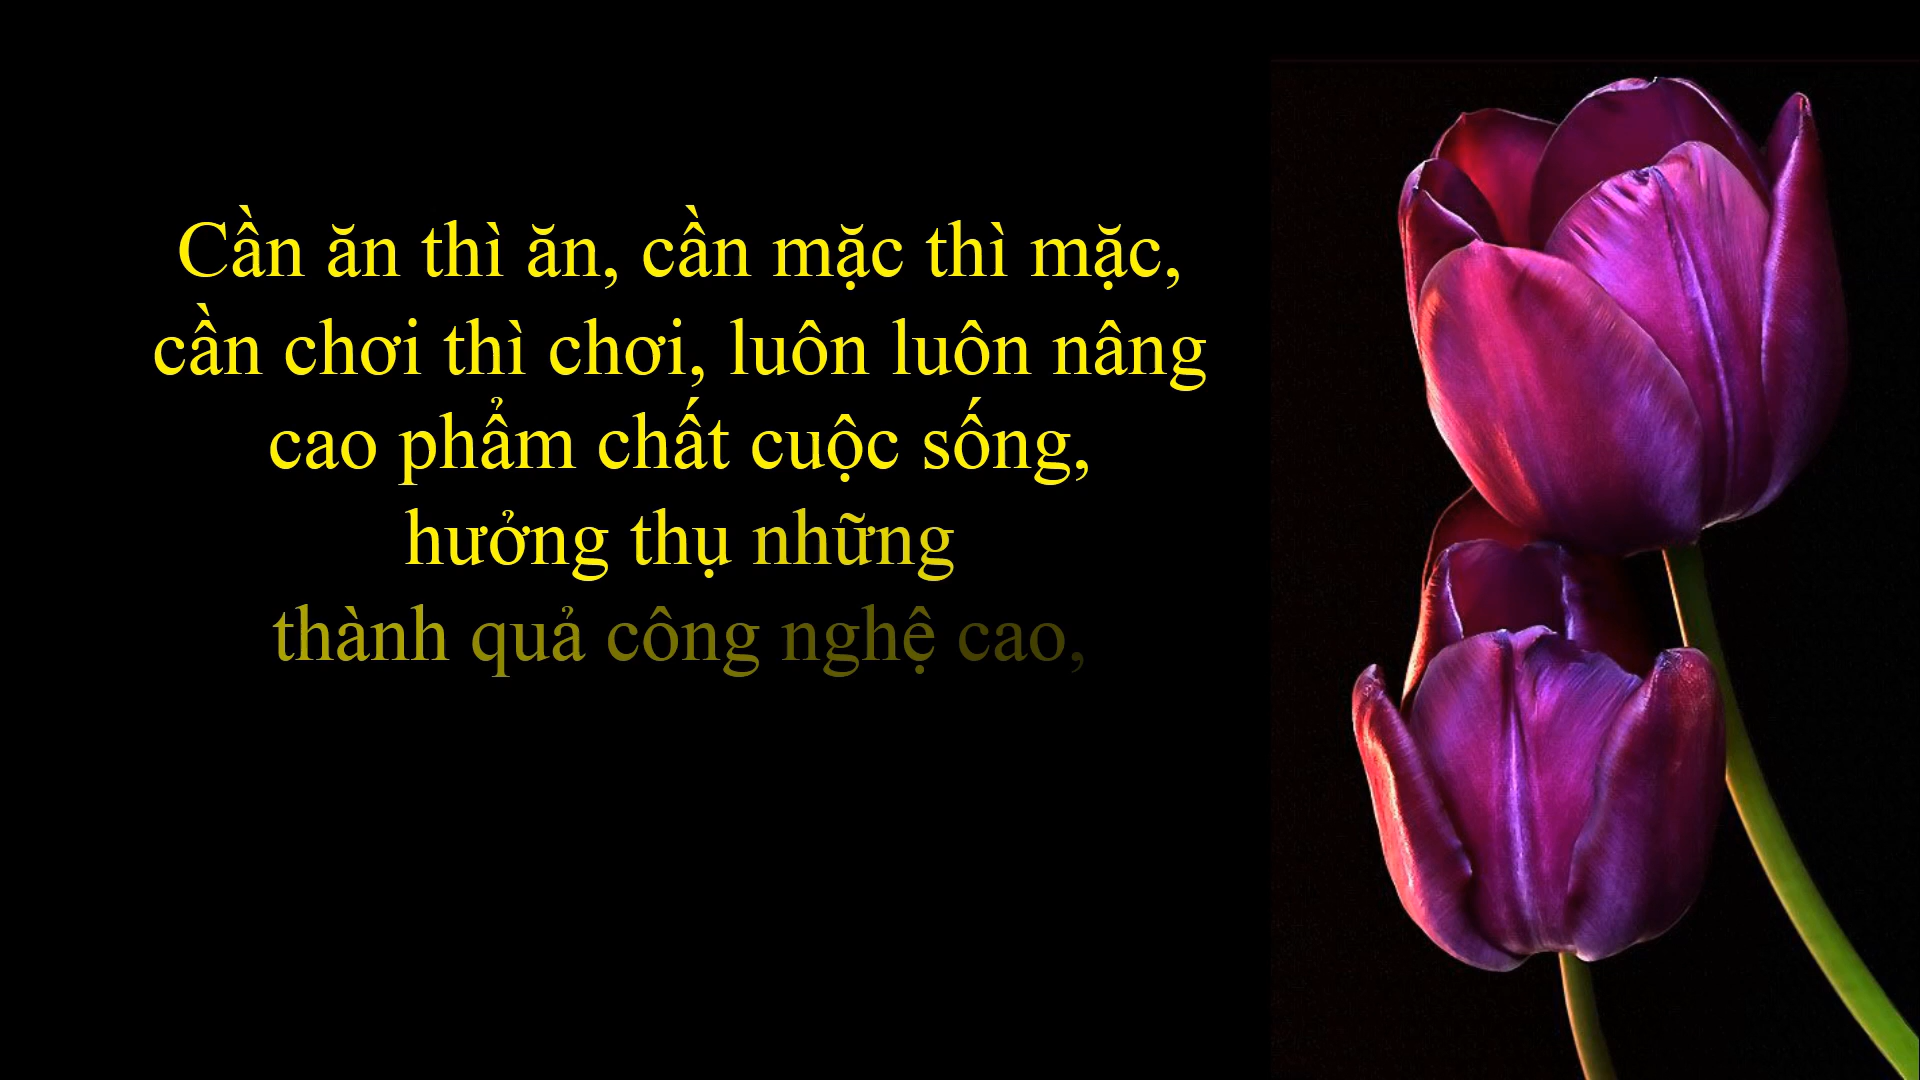 Cần ăn thì ăn, cần mặc thì mặc,
cần chơi thì chơi, luôn luôn nâng
cao phẩm chất cuộc sống,
hưởng thụ những
thành quả công nghệ cao,